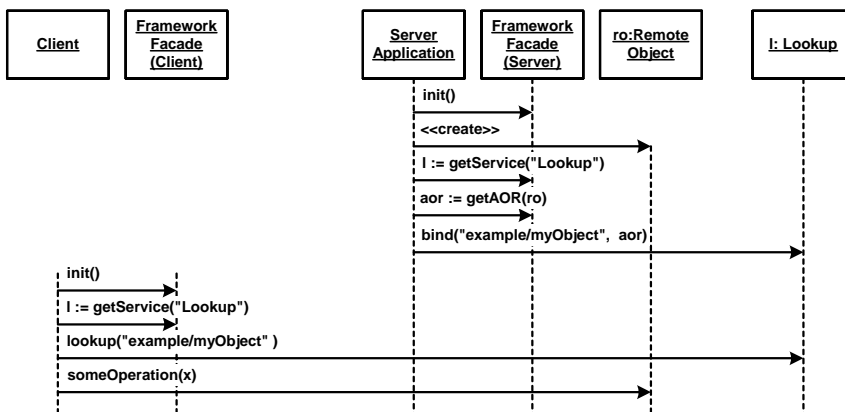 Client
Framework
Facade
(Client)
Server
Application
Framework
Facade
(Server)
ro:Remote
Object
l: Lookup
init()
<<create>>
l := getService("Lookup")
aor := getAOR(ro)
bind("example/myObject", aor)
init()
l := getService("Lookup")
lookup("example/myObject" )
someOperation(x)